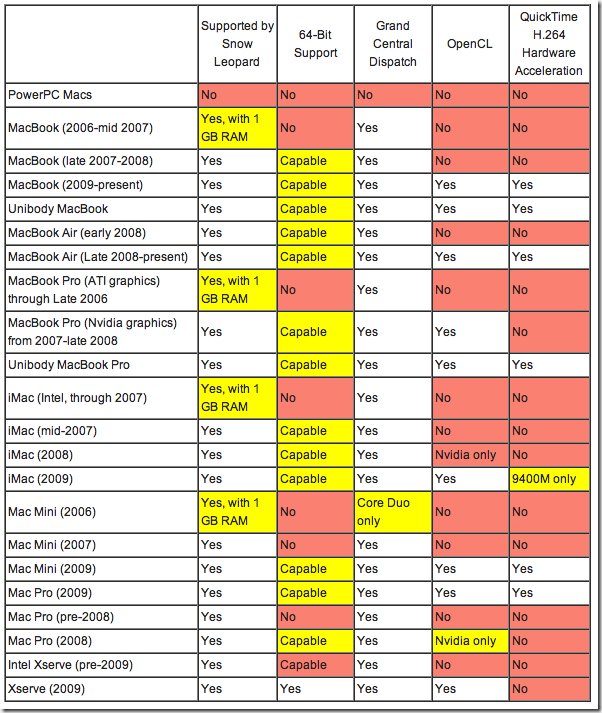 Supported by Snow Leopard 64-Bit Support Grand Central Dispatch OpenCL QuickTime H.264 Hardware Acceleration
PowerPC Macs No No No No No
MacBook (2006-mid 2007) Yes, with 1 GB RAM No Yes No No
MacBook (late 2007-2008) Yes Capable Yes No No
MacBook (2009-present) Yes Capable Yes Yes Yes
Unibody MacBook Yes Capable Yes Yes Yes
MacBook Air (early 2008) Yes Capable Yes No No
MacBook Air (Late 2008-present) Yes Capable Yes Yes Yes
MacBook Pro (ATI graphics) through Late 2006 Yes, with 1 GB RAM No Yes No No
MacBook Pro (Nvidia graphics) from 2007-late 2008 Yes Capable Yes Yes No
Unibody MacBook Pro Yes Capable Yes Yes Yes
iMac (Intel, through 2007) Yes, with 1 GB RAM No Yes No No
iMac (mid-2007) Yes Capable Yes No No
iMac (2008) Yes Capable Yes Nvidia only No
iMac (2009) Yes Capable Yes Yes 9400M only
Mac Mini (2006) Yes, with 1 GB RAM No Core Duo only No No
Mac Mini (2007) Yes No Yes No No
Mac Mini (2009) Yes Capable Yes Yes Yes
Mac Pro (2009) Yes Capable Yes Yes Yes
Mac Pro (pre-2008) Yes No Yes No No
Mac Pro (2008) Yes Capable Yes Nvidia only No
Intel Xserve (pre-2009) Yes Capable Yes No No
Xserve (2009) Yes Yes Yes Yes No